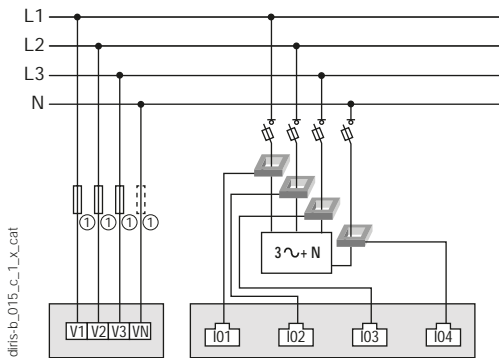 L1
L2
L3
N
① ① ① ①
3∿+ N
V1 V2 V3 VN
I01 I02 I03 I04
diris-b_015_c_1_x_cat